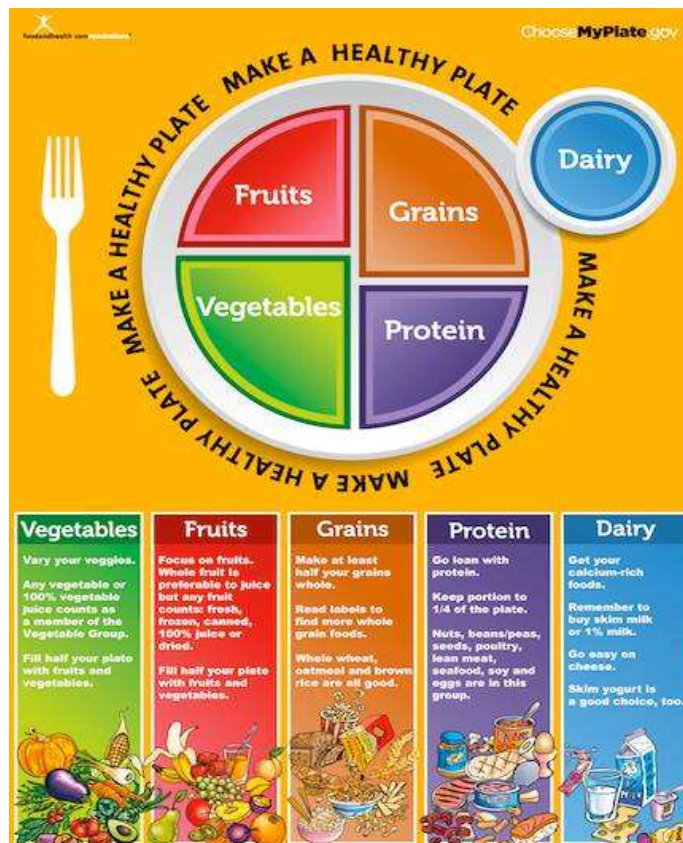 foodandhealth.com
ChooseMyPlate.gov
MAKE A HEALTHY PLATE MAKE A HEALTHY PLATE MAKE A HEALTHY PLATE MAKE A HEALTHY PLATE
Fruits
Grains
Dairy
Vegetables
Protein
Vegetables
Vary your veggies.
Any vegetable or
100% vegetable
juice counts as
a member of the
Vegetable Group.
Fill half your plate
with fruits and
vegetables.
Fruits
Focus on fruits.
Whole fruit is
preferable to juice
but any fruit
counts: fresh,
frozen, canned,
100% juice or
dried.
Fill half your plate
with fruits and
vegetables.
Grains
Make at least
half your grains
whole.
Read labels to
find more whole
grain foods.
Whole wheat,
oatmeal and brown
rice are all good.
Protein
Go lean with
protein.
Keep portion to
1/4 of the plate.
Nuts, beans/peas,
seeds, poultry,
lean meat,
seafood, soy and
eggs are in this
group.
Dairy
Get your
calcium-rich
foods.
Remember to
buy skim milk
or 1% milk.
Go easy on
cheese.
Skim yogurt is
a good choice, too.